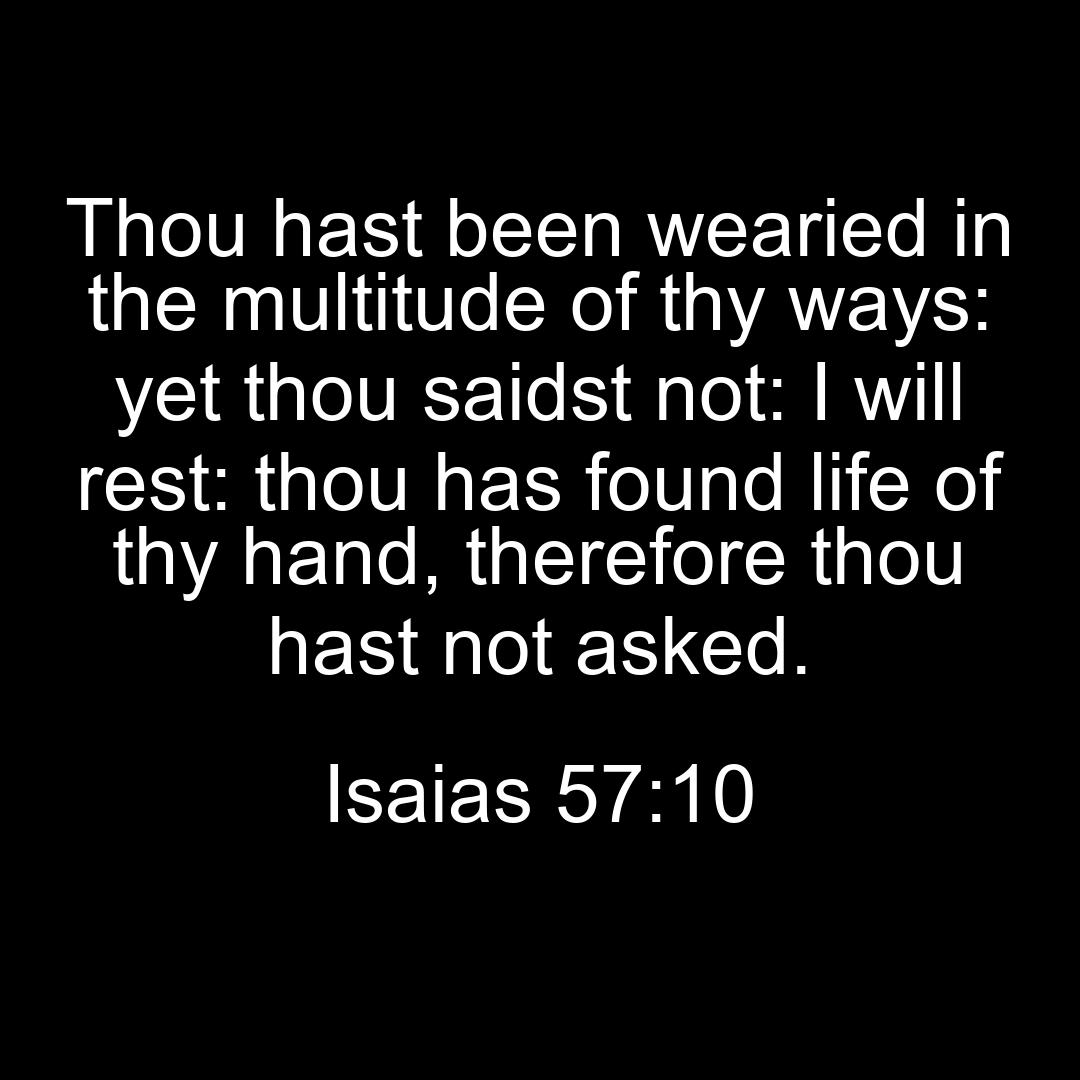 Thou hast been wearied in
the multitude of thy ways:
yet thou saidst not: I will
rest: thou has found life of
thy hand, therefore thou
hast not asked.
Isaias 57:10